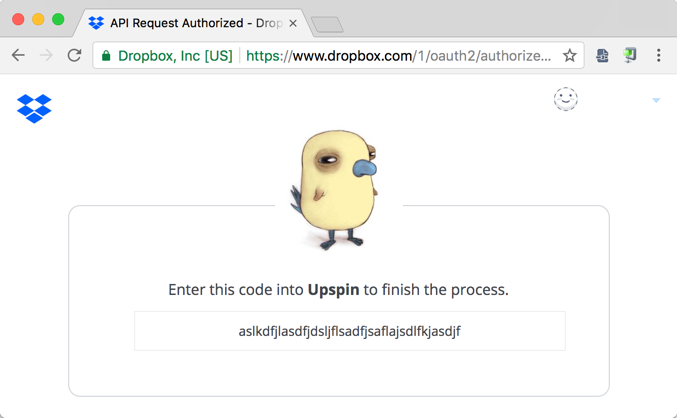 API Request Authorized - Drop
Dropbox, Inc [US] https://www.dropbox.com/1/oauth2/authorize...
Enter this code into Upspin to finish the process.
aslkdfjlasdfjdsljflsadfjsaflajsdlfkjasdjf